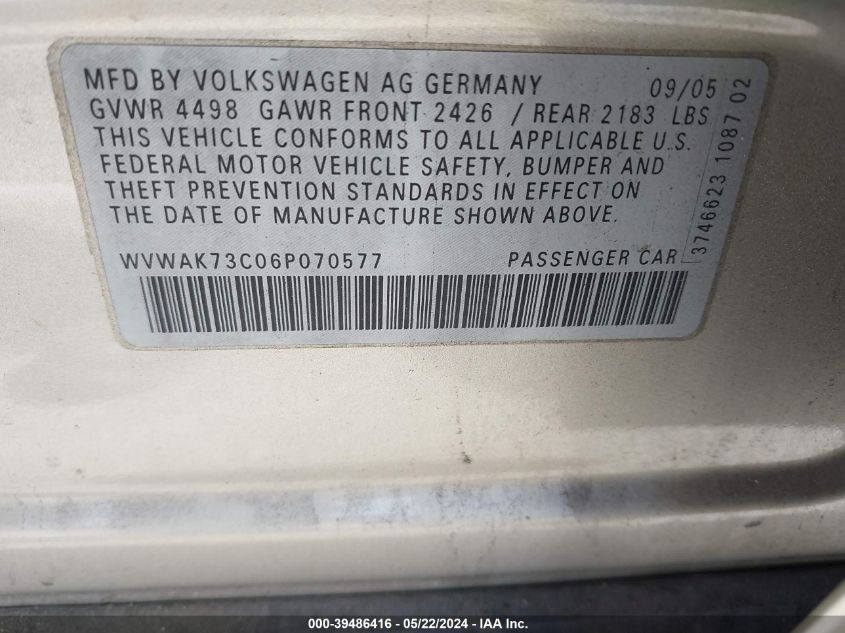 MFD BY VOLKSWAGEN AG GERMANY 09/05
GVWR 4498 GAWR FRONT 2426 / REAR 2183 LBS
THIS VEHICLE CONFORMS TO ALL APPLICABLE U.S.
FEDERAL MOTOR VEHICLE SAFETY, BUMPER AND
THEFT PREVENTION STANDARDS IN EFFECT ON
THE DATE OF MANUFACTURE SHOWN ABOVE.
WVWAK73C06P070577 PASSENGER CAR
3746623 1087 02
000-39486416 - 05/22/2024 - IAA Inc.